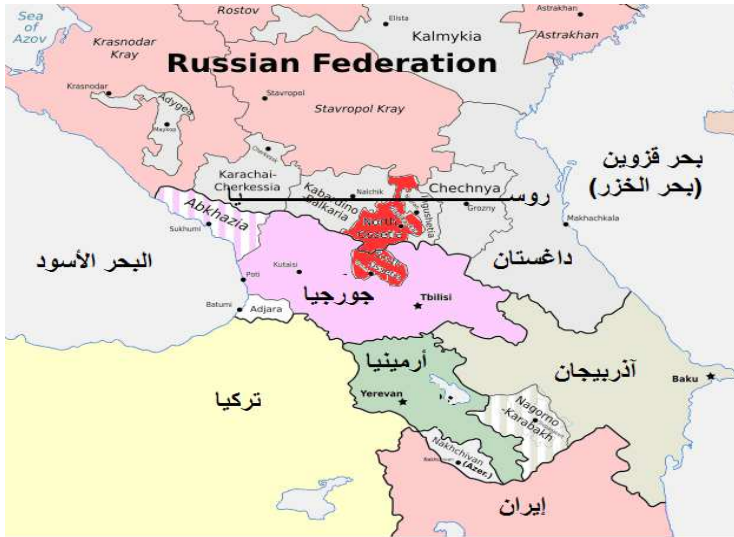 Sea
of
Azov
Rostov
Elista
Kalmykia
Astrakhan
Astrakhan
Krasnodar
Kray
Russian Federation
Krasnodar
Adygea
Stavropol
Stavropol Kray
Cherkessk
بحر قزوين
(بحر الخزر)
Karachai-
Cherkessia
Kabardino
-Balkaria
Nalchik
Ingushetia
Chechnya
Grozny
روســــيا
North
Ossetia
Makhachkala
Abkhazia
Sukhumi
البحر الأسود
داغستان
Poti
Kutaisi
جورجيا
Tbilisi
Batumi
Adjara
أرمينيا
آذربيجان
Baku
تركيا
Yerevan
Nagorno
-Karabakh
Nakhchivan
(Azer.)
إيران